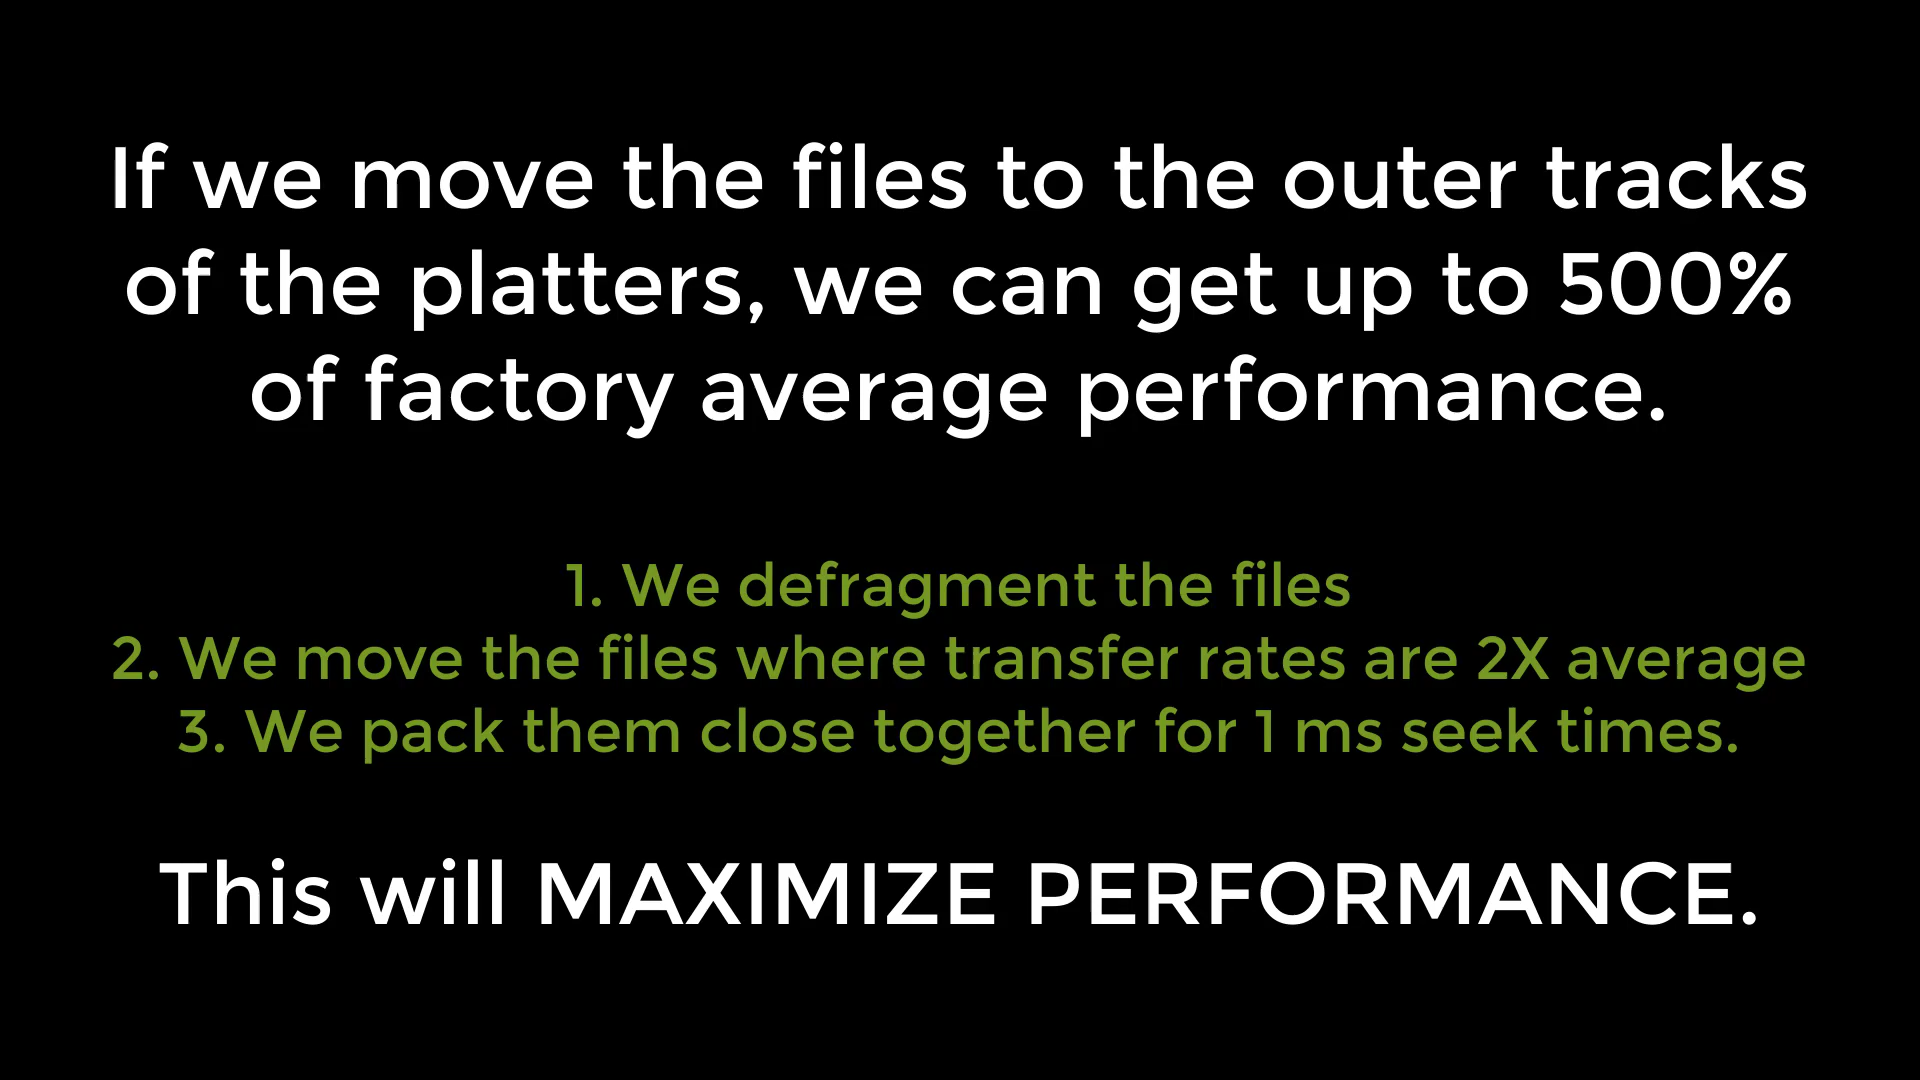 If we move the files to the outer tracks
of the platters, we can get up to 500%
of factory average performance.
1. We defragment the files
2. We move the files where transfer rates are 2X average
3. We pack them close together for 1 ms seek times.
This will MAXIMIZE PERFORMANCE.